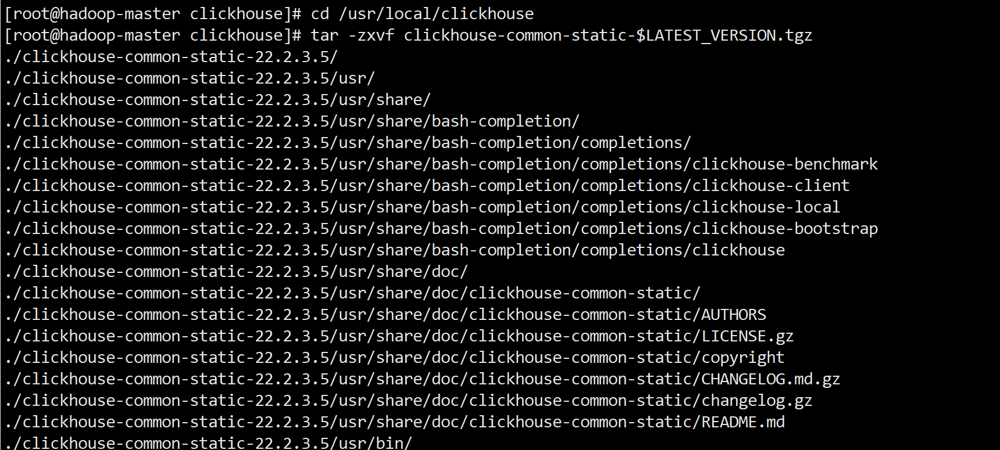 [root@hadoop-master clickhouse]# cd /usr/local/clickhouse
[root@hadoop-master clickhouse]# tar -zxvf clickhouse-common-static-$LATEST_VERSION.tgz
./clickhouse-common-static-22.2.3.5/
./clickhouse-common-static-22.2.3.5/usr/
./clickhouse-common-static-22.2.3.5/usr/share/
./clickhouse-common-static-22.2.3.5/usr/share/bash-completion/
./clickhouse-common-static-22.2.3.5/usr/share/bash-completion/completions/
./clickhouse-common-static-22.2.3.5/usr/share/bash-completion/completions/clickhouse-benchmark
./clickhouse-common-static-22.2.3.5/usr/share/bash-completion/completions/clickhouse-client
./clickhouse-common-static-22.2.3.5/usr/share/bash-completion/completions/clickhouse-local
./clickhouse-common-static-22.2.3.5/usr/share/bash-completion/completions/clickhouse-bootstrap
./clickhouse-common-static-22.2.3.5/usr/share/bash-completion/completions/clickhouse
./clickhouse-common-static-22.2.3.5/usr/share/doc/
./clickhouse-common-static-22.2.3.5/usr/share/doc/clickhouse-common-static/
./clickhouse-common-static-22.2.3.5/usr/share/doc/clickhouse-common-static/AUTHORS
./clickhouse-common-static-22.2.3.5/usr/share/doc/clickhouse-common-static/LICENSE.gz
./clickhouse-common-static-22.2.3.5/usr/share/doc/clickhouse-common-static/copyright
./clickhouse-common-static-22.2.3.5/usr/share/doc/clickhouse-common-static/CHANGELOG.md.gz
./clickhouse-common-static-22.2.3.5/usr/share/doc/clickhouse-common-static/changelog.gz
./clickhouse-common-static-22.2.3.5/usr/share/doc/clickhouse-common-static/README.md
./clickhouse-common-static-22.2.3.5/usr/bin/